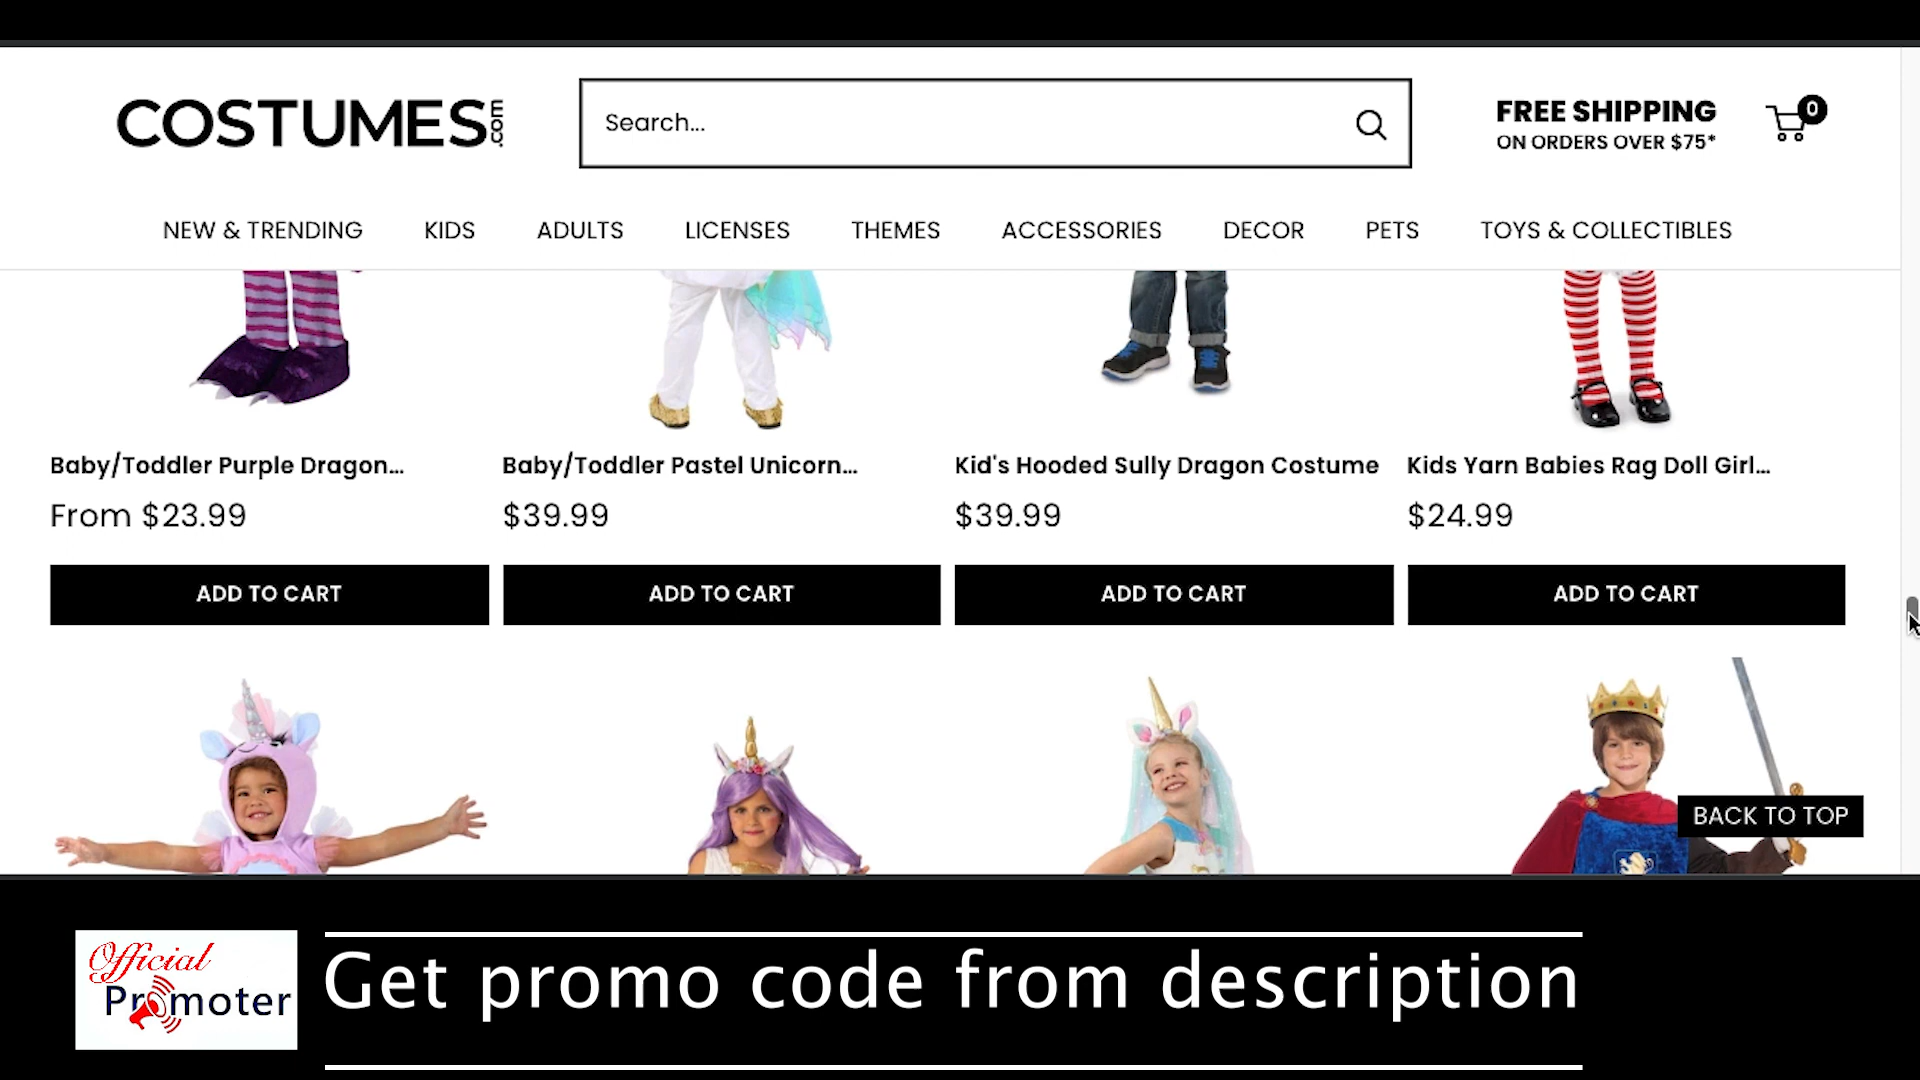 COSTUMES.com
Search...
FREE SHIPPING
ON ORDERS OVER $75*
0
NEW & TRENDING KIDS ADULTS LICENSES THEMES ACCESSORIES DECOR PETS TOYS & COLLECTIBLES
Baby/Toddler Purple Dragon... Baby/Toddler Pastel Unicorn... Kid's Hooded Sully Dragon Costume Kids Yarn Babies Rag Doll Girl...
From $23.99 $39.99 $39.99 $24.99
ADD TO CART ADD TO CART ADD TO CART ADD TO CART
BACK TO TOP
Official
Promoter
Get promo code from description